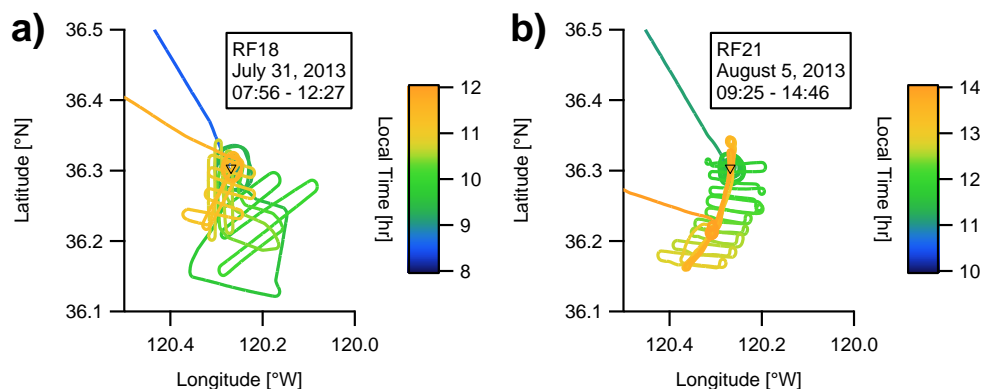 a)
RF18
July 31, 2013
07:56 - 12:27
36.5
36.4
36.3
36.2
36.1
Latitude [°N]
120.4
120.2
120.0
Longitude [°W]
12
11
10
9
8
Local Time [hr]
b)
RF21
August 5, 2013
09:25 - 14:46
36.5
36.4
36.3
36.2
36.1
Latitude [°N]
120.4
120.2
120.0
Longitude [°W]
14
13
12
11
10
Local Time [hr]